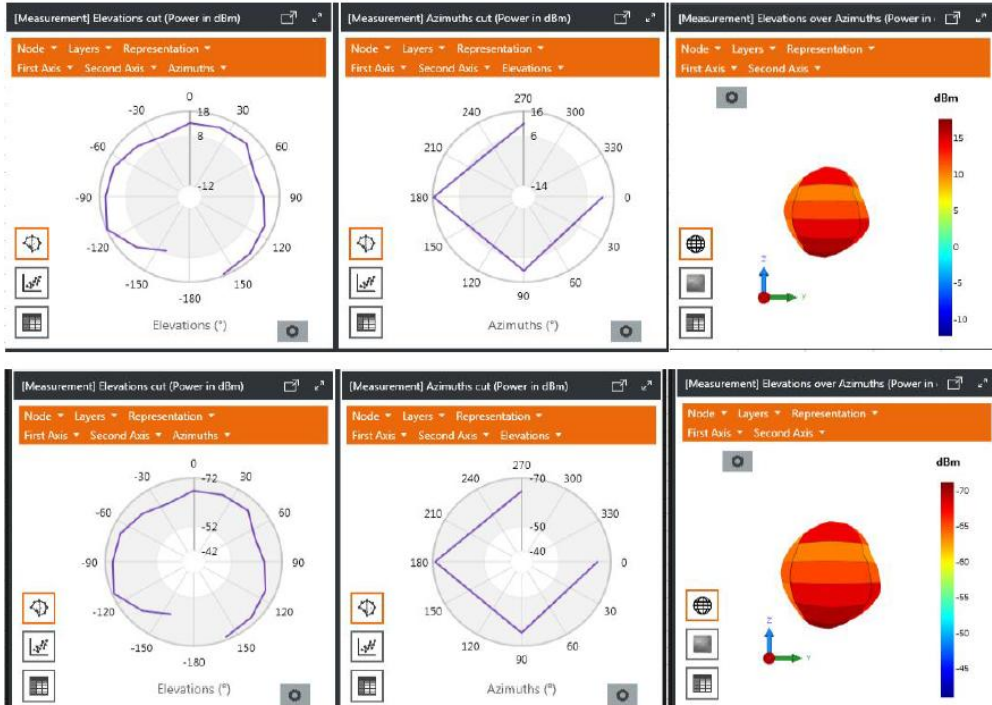 [Measurement] Elevations cut (Power in dBm)
Node Layers Representation
First Axis Second Axis Azimuths
0
-30 30
18
8
-60 60
-12
-90 90
-120 120
-150 150
-180
Elevations (°)
[Measurement] Azimuths cut (Power in dBm)
Node Layers Representation
First Axis Second Axis Elevations
270
240 300
16
6
210 330
-14
180 0
150 30
120 60
90
Azimuths (°)
[Measurement] Elevations over Azimuths (Power in
Node Layers Representation
First Axis Second Axis
dBm
15
10
5
0
-5
-10
Z
Y
[Measurement] Elevations cut (Power in dBm)
Node Layers Representation
First Axis Second Axis Azimuths
0
-30 30
-72
-60 60
-52
-42
-90 90
-120 120
-150 150
-180
Elevations (°)
[Measurement] Azimuths cut (Power in dBm)
Node Layers Representation
First Axis Second Axis Elevations
270
240 300
-70
210 330
-50
-40
180 0
150 30
120 60
90
Azimuths (°)
[Measurement] Elevations over Azimuths (Power in
Node Layers Representation
First Axis Second Axis
dBm
-70
-65
-60
-55
-50
-45
Z
Y